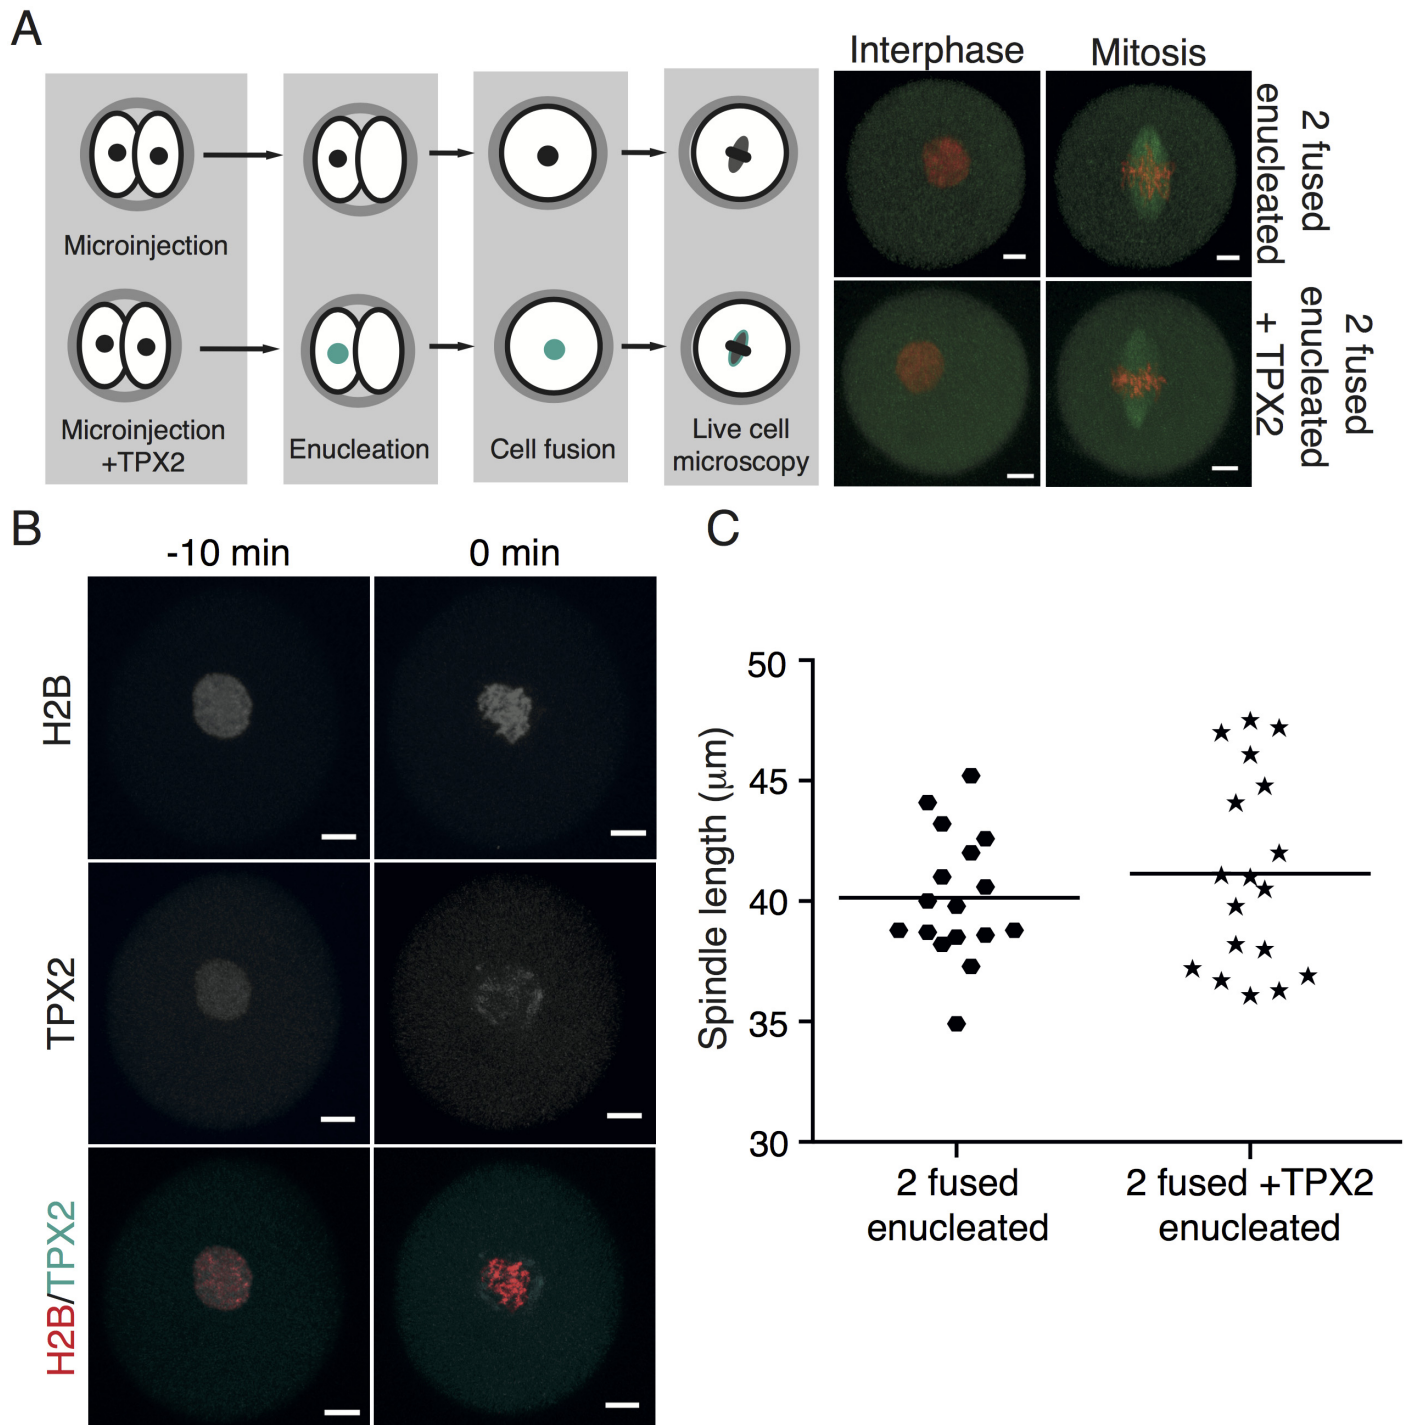 A
Interphase
Mitosis
2 fused
enucleated
2 fused
enucleated
+ TPX2
Microinjection
Microinjection
+TPX2
Enucleation
Cell fusion
Live cell
microscopy
B
-10 min
0 min
H2B
TPX2
H2B/TPX2
C
Spindle length (μm)
50
45
40
35
30
2 fused
enucleated
2 fused +TPX2
enucleated